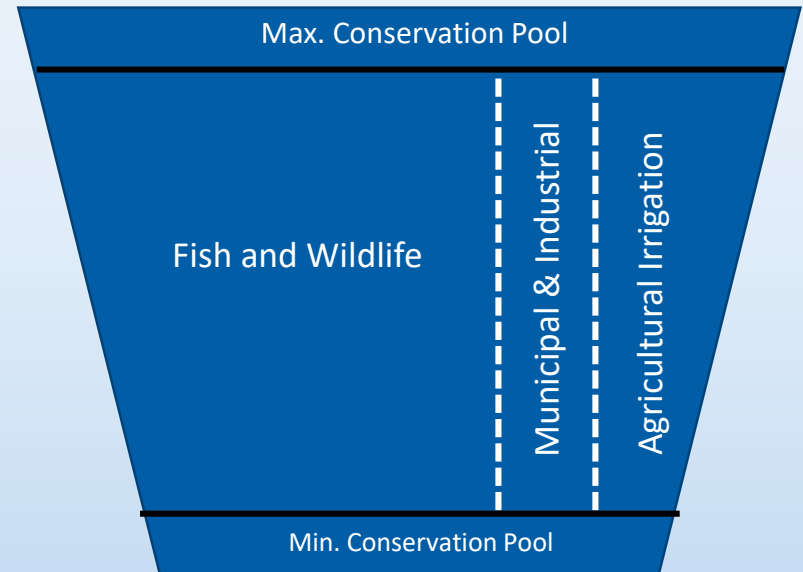 Max. Conservation Pool
Fish and Wildlife
Municipal & Industrial
Agricultural Irrigation
Min. Conservation Pool